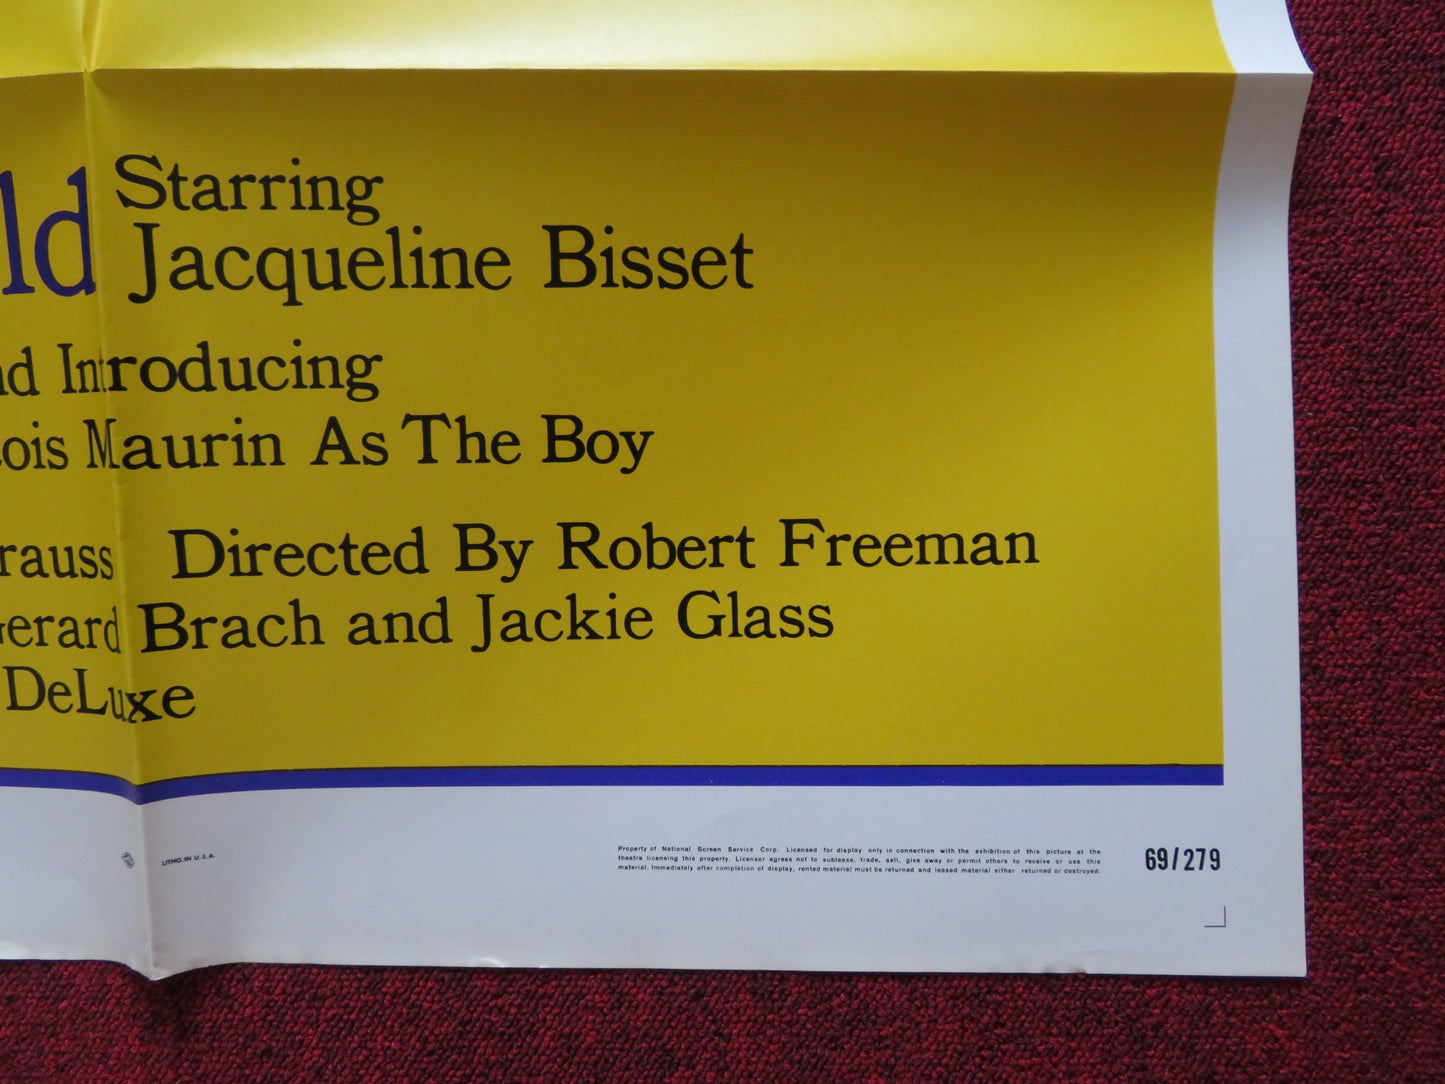 ld Starring
Jacqueline Bisset
nd Introducing
cois Maurin As The Boy
rauss Directed By Robert Freeman
Gerard Brach and Jackie Glass
DeLuxe
LITHO. IN U.S.A.
Property of National Screen Service Corp. Licensed for display only in connection with the exhibition of this picture at the
theatre licensing this property. Licensor agrees not to sublease, trade, sell, give away or permit others to receive or use this
material. Immediately after completion of display, rented material must be returned and leased material either returned or destroyed.
69/279